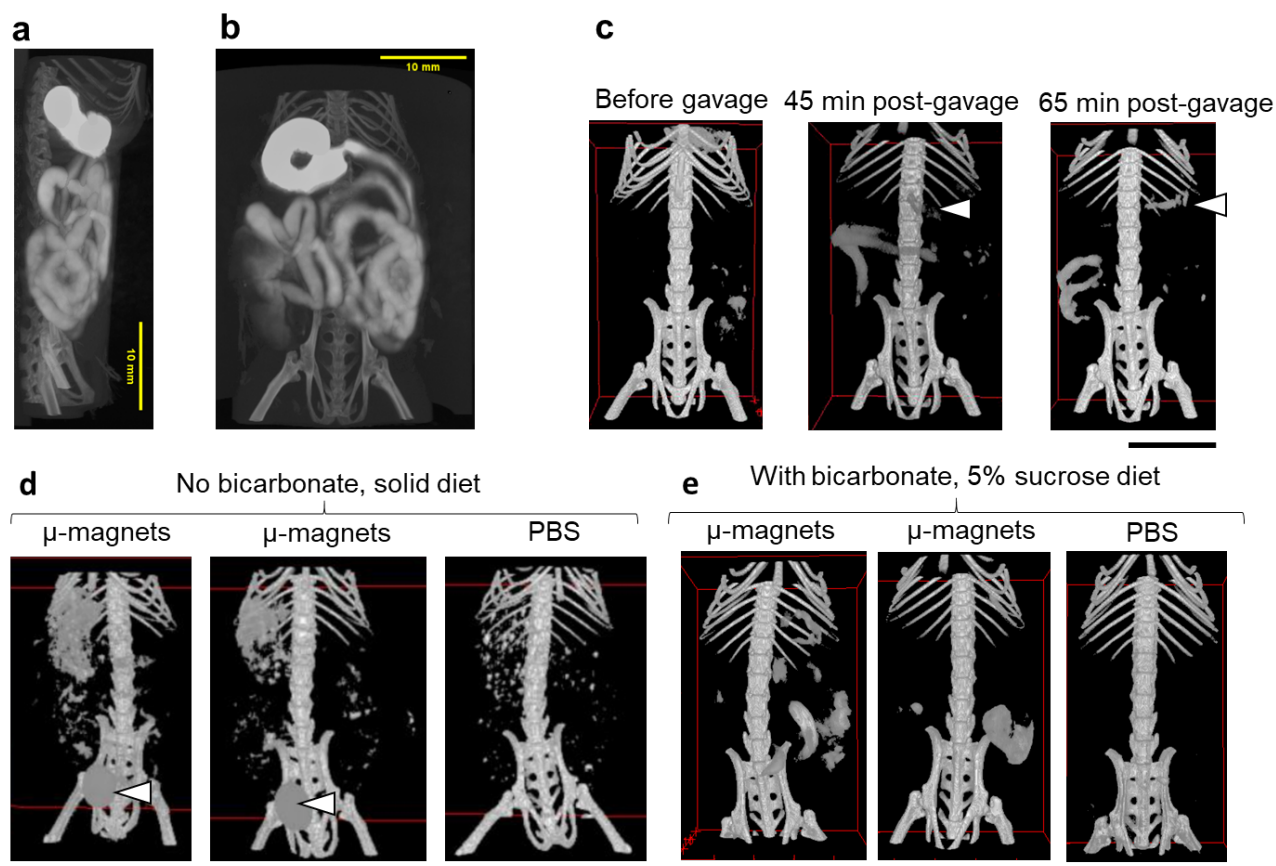 a
b
c
10 mm
10 mm
Before gavage
45 min post-gavage
65 min post-gavage
d
No bicarbonate, solid diet
μ-magnets
μ-magnets
PBS
e
With bicarbonate, 5% sucrose diet
μ-magnets
μ-magnets
PBS